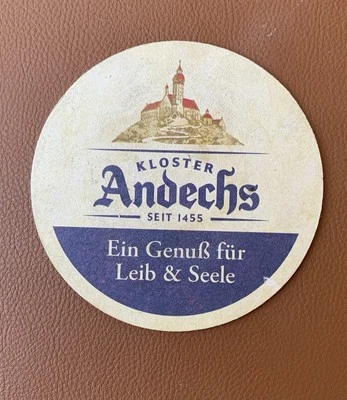 KLOSTER
Andechs
SEIT 1455
Ein Genuß für
Leib & Seele